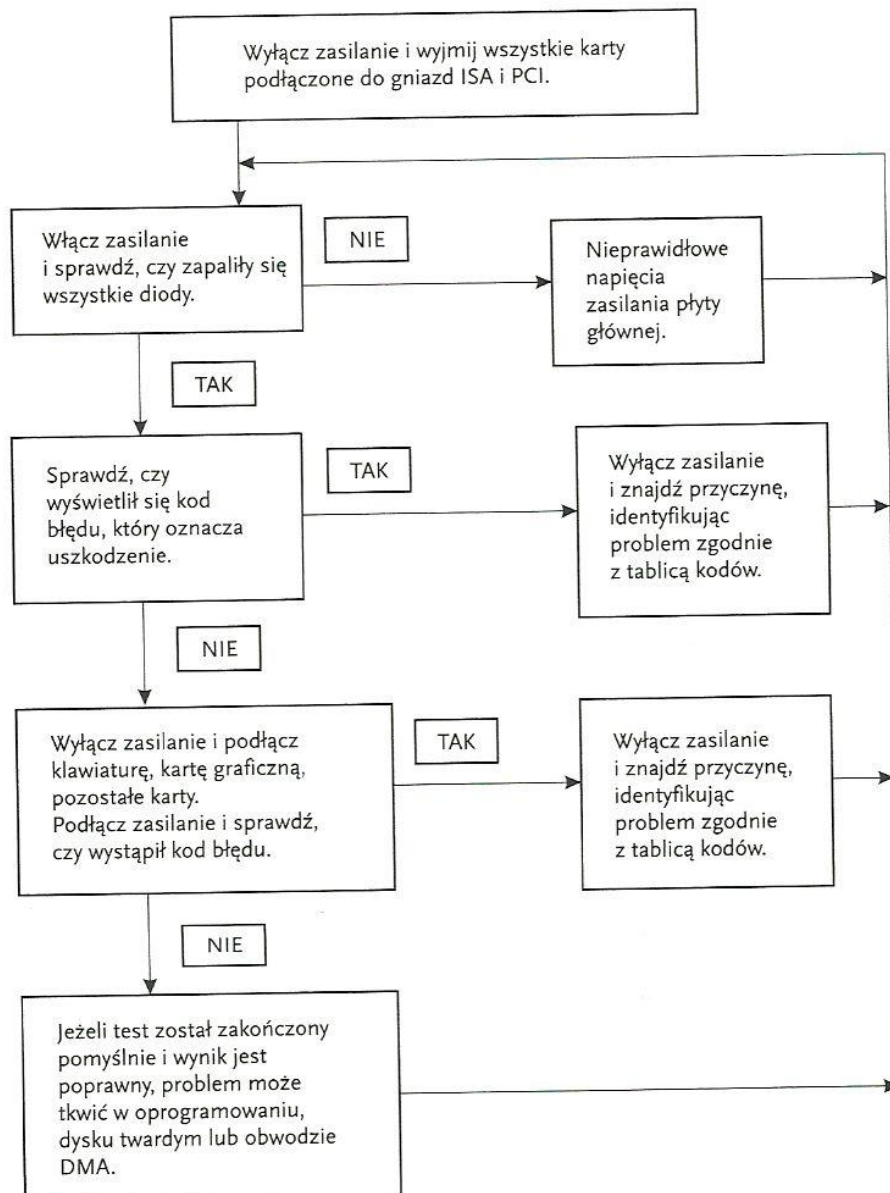 Wyłącz zasilanie i wyjmij wszystkie karty
podłączone do gniazd ISA i PCI.
Włącz zasilanie
i sprawdź, czy zapaliły się
wszystkie diody.
NIE
Nieprawidłowe
napięcia
zasilania płyty
głównej.
TAK
Sprawdź, czy
wyświetlił się kod
błędu, który oznacza
uszkodzenie.
TAK
Wyłącz zasilanie
i znajdź przyczynę,
identyfikując
problem zgodnie
z tablicą kodów.
NIE
Wyłącz zasilanie i podłącz
klawiaturę, kartę graficzną,
pozostałe karty.
Podłącz zasilanie i sprawdź,
czy wystąpił kod błędu.
TAK
Wyłącz zasilanie
i znajdź przyczynę,
identyfikując
problem zgodnie
z tablicą kodów.
NIE
Jeżeli test został zakończony
pomyślnie i wynik jest
poprawny, problem może
tkwić w oprogramowaniu,
dysku twardym lub obwodzie
DMA.